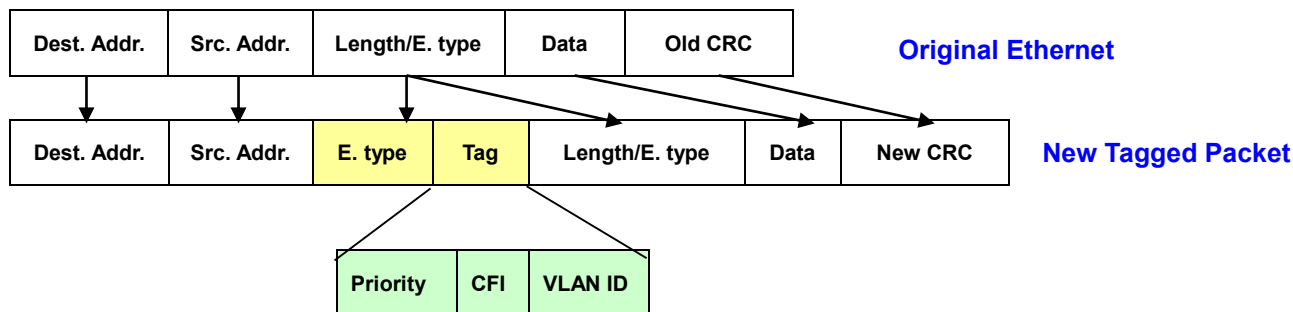 Dest. Addr. Src. Addr. Length/E. type Data Old CRC Original Ethernet
Dest. Addr. Src. Addr. E. type Tag Length/E. type Data New CRC New Tagged Packet
Priority CFI VLAN ID